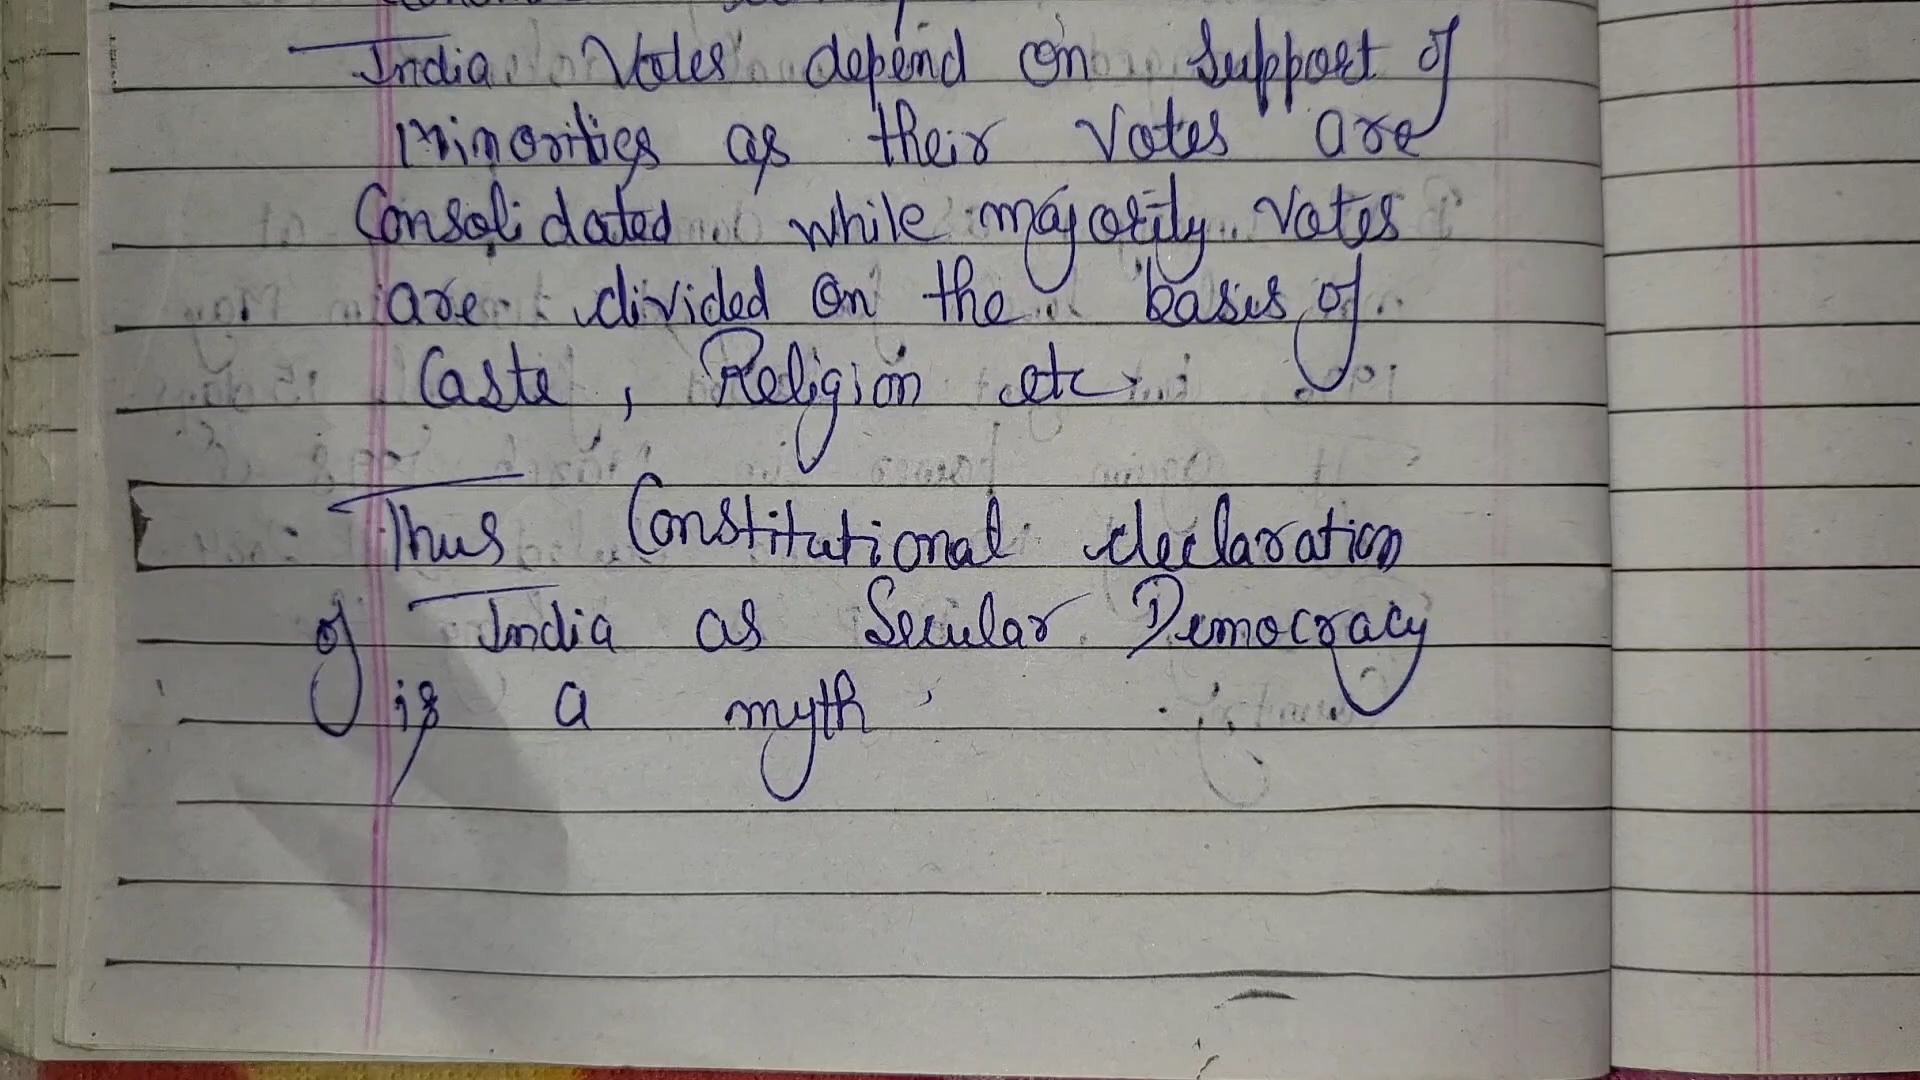 India Votes depend on Support of
minorities as their Votes are
Consolidated while majority Votes
are divided on the basis of
Caste, Religion etc
Thus Constitutional declaration
of India as Secular Democracy
is a myth